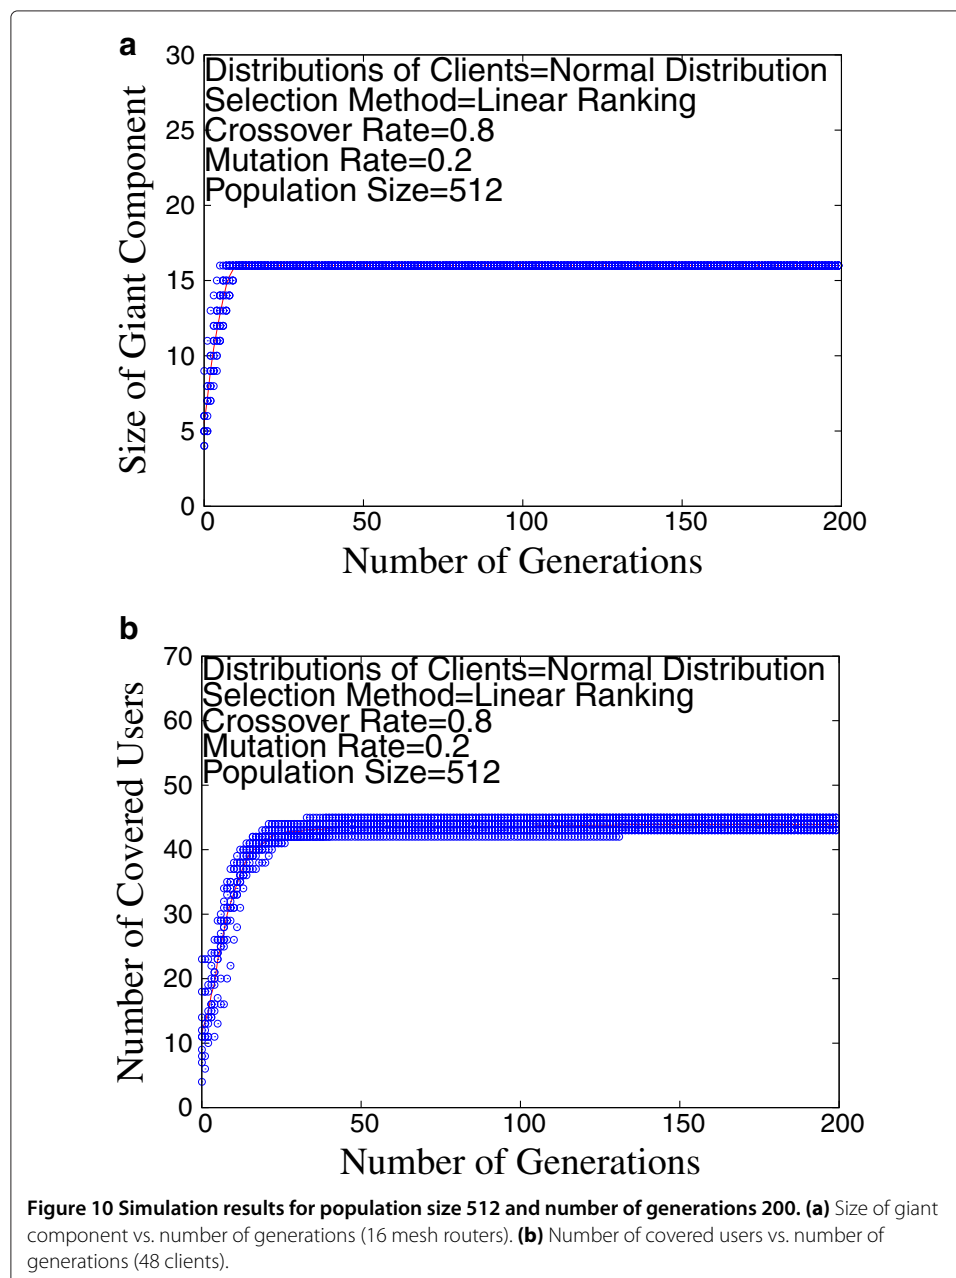 a
30
Distributions of Clients=Normal Distribution
Selection Method=Linear Ranking
25
Crossover Rate=0.8
Mutation Rate=0.2
Population Size=512
20
15
10
5
0
0 50 100 150 200
Size of Giant Component
Number of Generations
b
70
Distributions of Clients=Normal Distribution
Selection Method=Linear Ranking
60
Crossover Rate=0.8
Mutation Rate=0.2
Population Size=512
50
40
30
20
10
0
0 50 100 150 200
Number of Covered Users
Number of Generations
Figure 10 Simulation results for population size 512 and number of generations 200. (a) Size of giant
component vs. number of generations (16 mesh routers). (b) Number of covered users vs. number of
generations (48 clients).